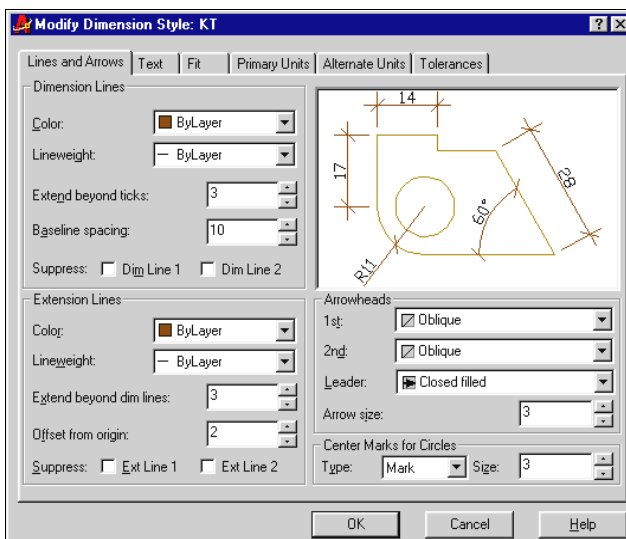 Modify Dimension Style: KT
Lines and Arrows Text Fit Primary Units Alternate Units Tolerances
Dimension Lines
Color: ByLayer
Lineweight: ByLayer
Extend beyond ticks: 3
Baseline spacing: 10
Suppress: Dim Line 1 Dim Line 2
Extension Lines
Color: ByLayer
Lineweight: ByLayer
Extend beyond dim lines: 3
Offset from origin: 2
Suppress: Ext Line 1 Ext Line 2
14
17
28
60°
R11
Arrowheads
1st: Oblique
2nd: Oblique
Leader: Closed filled
Arrow size: 3
Center Marks for Circles
Type: Mark Size: 3
OK Cancel Help